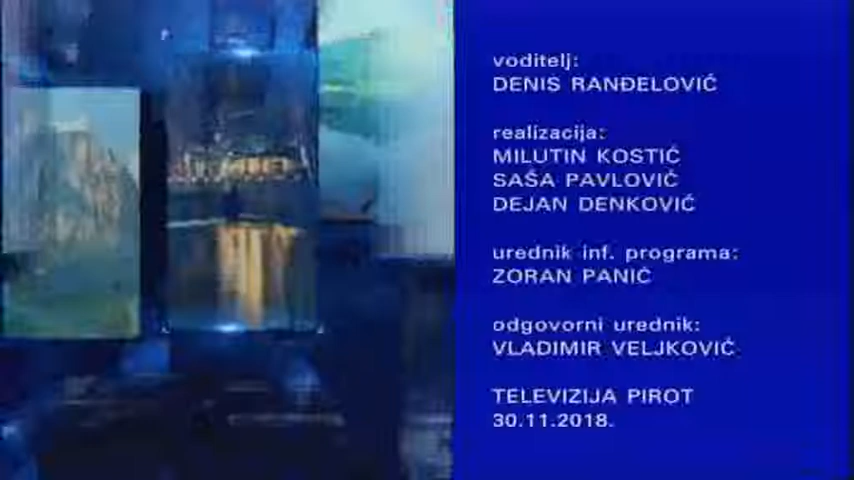 voditelj:
DENIS RANĐELOVIĆ
realizacija:
MILUTIN KOSTIĆ
SAŠA PAVLOVIČ
DEJAN DENKOVIĆ
urednik inf. programa:
ZORAN PANIĆ
odgovorni urednik:
VLADIMIR VELJKOVIĆ
TELEVIZIJA PIROT
30.11.2018.